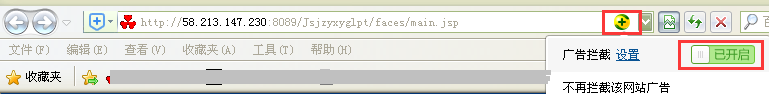 http://58.213.147.230:8089/Jsjzyxyglpt/faces/main.jsp
文件(F) 编辑(E) 查看(V) 收藏夹(A) 工具(T) 帮助(H)
广告拦截 设置 已开启
收藏夹
不再拦截该网站广告